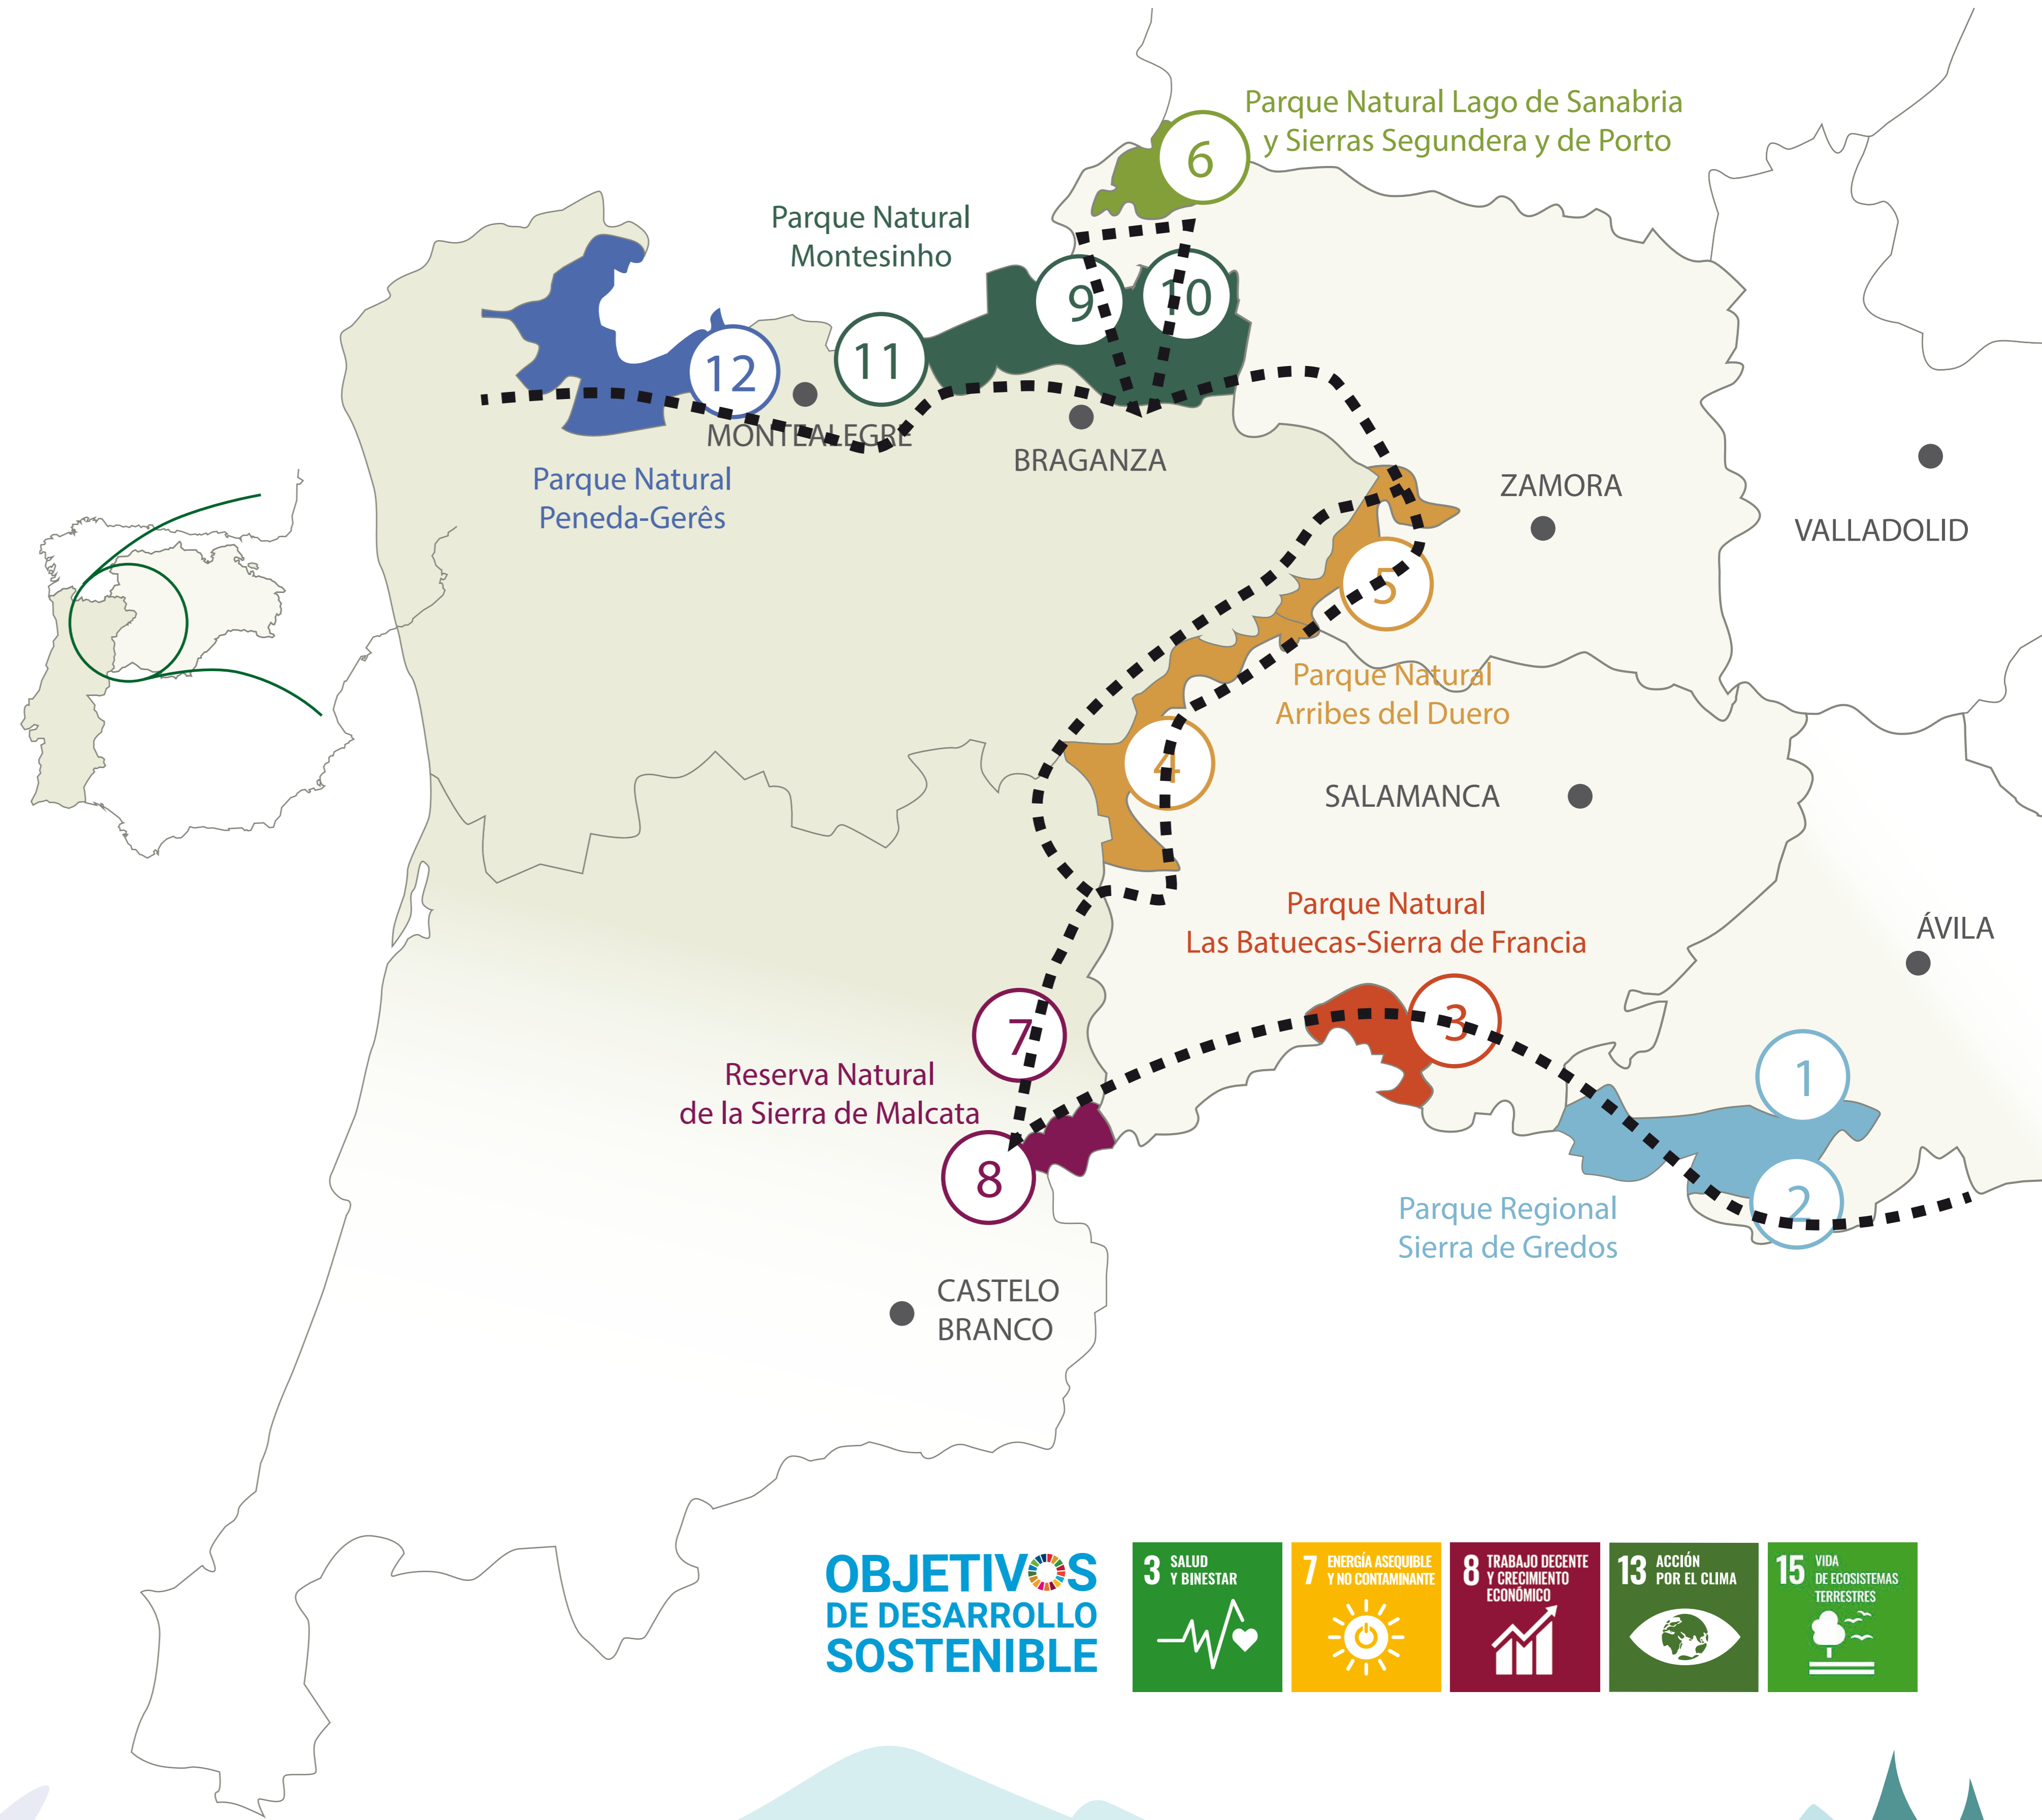 Parque Natural Lago de Sanabria
y Sierras Segundera y de Porto
6
Parque Natural
Montesinho
9
10
11
12
MONTEALEGRE
BRAGANZA
Parque Natural
Peneda-Gerês
ZAMORA
VALLADOLID
5
Parque Natural
Arribes del Duero
4
SALAMANCA
Parque Natural
Las Batuecas-Sierra de Francia
ÁVILA
3
7
Reserva Natural
de la Sierra de Malcata
8
1
2
Parque Regional
Sierra de Gredos
CASTELO
BRANCO
OBJETIVOS
DE DESARROLLO
SOSTENIBLE
3 SALUD
Y BINESTAR
7 ENERGÍA ASEQUIBLE
Y NO CONTAMINANTE
8 TRABAJO DECENTE
Y CRECIMIENTO
ECONÓMICO
13 ACCIÓN
POR EL CLIMA
15 VIDA
DE ECOSISTEMAS
TERRESTRES